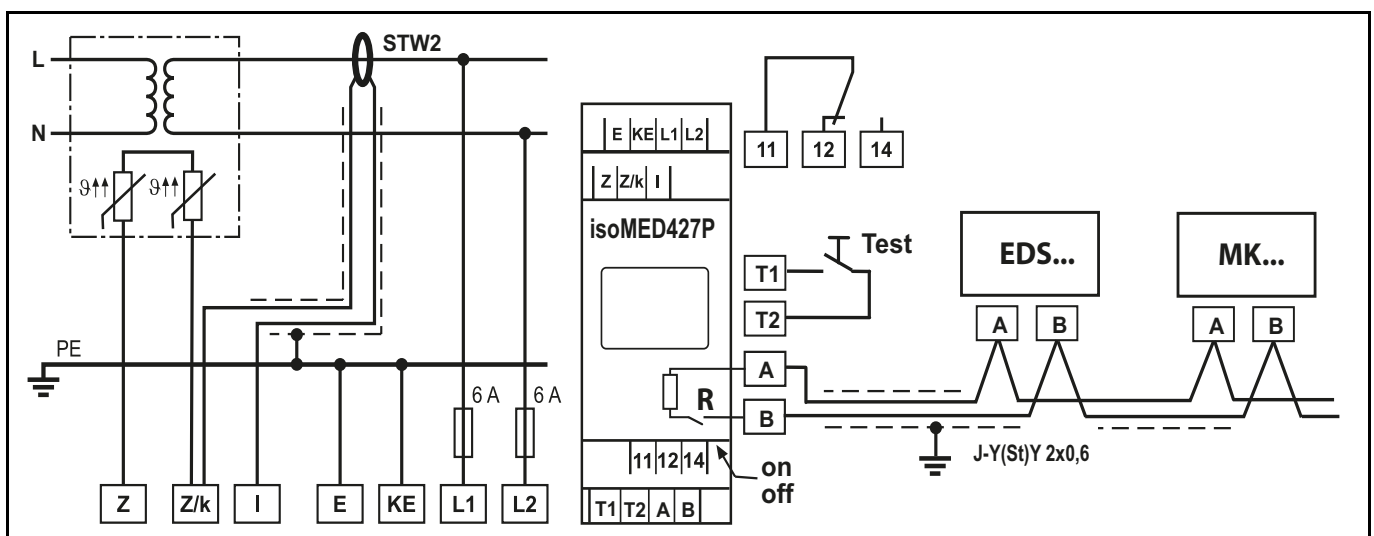 L
STW2
N
ϑ↑↑ ϑ↑↑
PE
6 A 6 A
Z Z/k I E KE L1 L2
E KE L1 L2
Z Z/k I
isoMED427P
R
11 12 14
T1 T2 A B
on
off
11 12 14
T1
T2
Test
A
B
EDS...
A B
MK...
A B
J-Y(St)Y 2x0,6